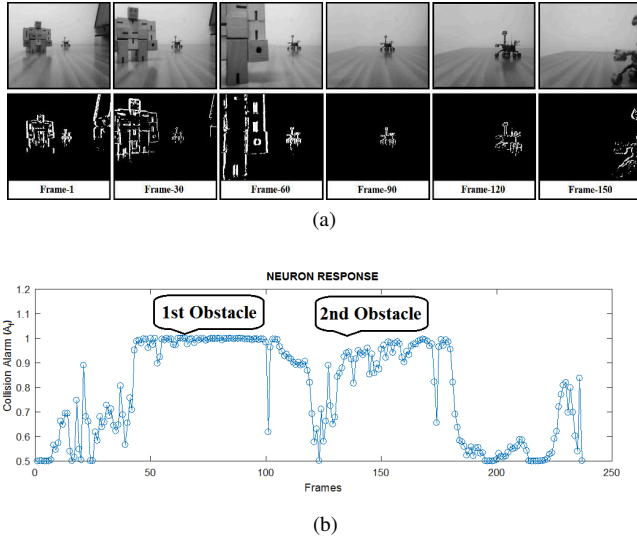 Frame-1 Frame-30 Frame-60 Frame-90 Frame-120 Frame-150
(a)
NEURON RESPONSE
1st Obstacle 2nd Obstacle
Collision Alarm (Af)
1.2
1.1
1
0.9
0.8
0.7
0.6
0.5
0 50 100 150 200 250
Frames
(b)